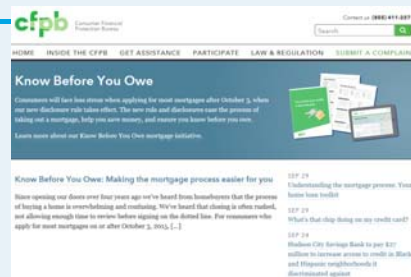 cfpb Consumer Financial
Protection Bureau
Contact us (855) 411-237
Search
HOME INSIDE THE CFPB GET ASSISTANCE PARTICIPATE LAW & REGULATION SUBMIT A COMPLAIN
Know Before You Owe
Consumers will face less stress when applying for most mortgages after October 3, when
our new disclosure rule takes effect. The new rule and disclosures ease the process of
taking out a mortgage, help you save money, and ensure you know before you owe.
Learn more about our Know Before You Owe mortgage initiative.
Know Before You Owe: Making the mortgage process easier for you
Since opening our doors over four years ago we've heard from homebuyers that the process
of buying a home is overwhelming and confusing. We've heard that closing is often rushed,
not allowing enough time to review before signing on the dotted line. For consumers who
apply for most mortgages on or after October 3, 2015, [...]
SEP 29
Understanding the mortgage process: Your
home loan toolkit
SEP 29
What's that chip doing on my credit card?
SEP 24
Hudson City Savings Bank to pay $27
million to increase access to credit in Black
and Hispanic neighborhoods it
discriminated against